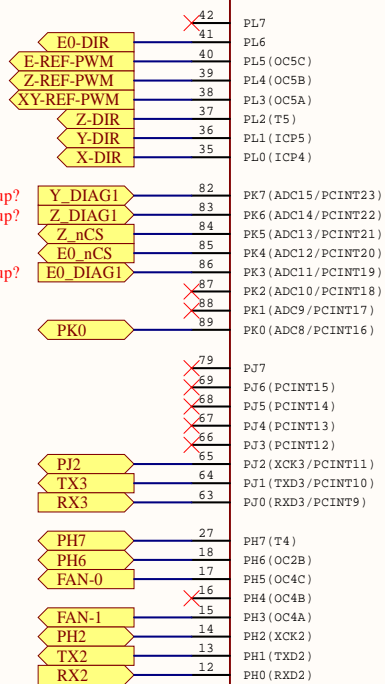 42 PL7
E0-DIR 41 PL6
E-REF-PWM 40 PL5(OC5C)
Z-REF-PWM 39 PL4(OC5B)
XY-REF-PWM 38 PL3(OC5A)
Z-DIR 37 PL2(T5)
Y-DIR 36 PL1(ICP5)
X-DIR 35 PL0(ICP4)
up? Y_DIAG1 82 PK7(ADC15/PCINT23)
up? Z_DIAG1 83 PK6(ADC14/PCINT22)
Z_nCS 84 PK5(ADC13/PCINT21)
E0_nCS 85 PK4(ADC12/PCINT20)
up? E0_DIAG1 86 PK3(ADC11/PCINT19)
87 PK2(ADC10/PCINT18)
88 PK1(ADC9/PCINT17)
PK0 89 PK0(ADC8/PCINT16)
79 PJ7
69 PJ6(PCINT15)
68 PJ5(PCINT14)
67 PJ4(PCINT13)
66 PJ3(PCINT12)
PJ2 65 PJ2(XCK3/PCINT11)
TX3 64 PJ1(TXD3/PCINT10)
RX3 63 PJ0(RXD3/PCINT9)
PH7 27 PH7(T4)
PH6 18 PH6(OC2B)
FAN-0 17 PH5(OC4C)
16 PH4(OC4B)
FAN-1 15 PH3(OC4A)
PH2 14 PH2(XCK2)
TX2 13 PH1(TXD2)
RX2 12 PH0(RXD2)